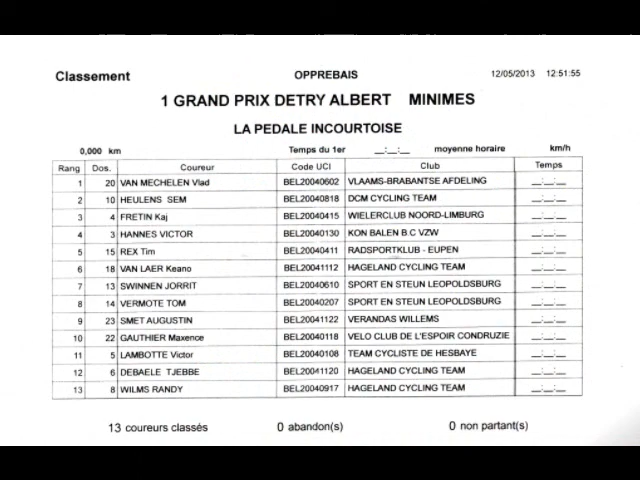 Classement OPPREBAIS 12/05/2013 12:51:55
1 GRAND PRIX DETRY ALBERT MINIMES
LA PEDALE INCOURTOISE
0,000 km Temps du 1er __:__:__ moyenne horaire km/h
Rang Dos. Coureur Code UCI Club Temps
1 20 VAN MECHELEN Vlad BEL20040602 VLAAMS-BRABANTSE AFDELING __:__:__
2 10 HEULENS SEM BEL20040818 DCM CYCLING TEAM __:__:__
3 4 FRETIN Kaj BEL20040415 WIELERCLUB NOORD-LIMBURG __:__:__
4 3 HANNES VICTOR BEL20040130 KON BALEN B.C VZW __:__:__
5 15 REX Tim BEL20040411 RADSPORTKLUB - EUPEN __:__:__
6 18 VAN LAER Keano BEL20041112 HAGELAND CYCLING TEAM __:__:__
7 13 SWINNEN JORRIT BEL20040610 SPORT EN STEUN LEOPOLDSBURG __:__:__
8 14 VERMOTE TOM BEL20040207 SPORT EN STEUN LEOPOLDSBURG __:__:__
9 23 SMET AUGUSTIN BEL20041122 VERANDAS WILLEMS __:__:__
10 22 GAUTHIER Maxence BEL20040118 VELO CLUB DE L'ESPOIR CONDRUZIE __:__:__
11 5 LAMBOTTE Victor BEL20040108 TEAM CYCLISTE DE HESBAYE __:__:__
12 6 DEBAELE TJEBBE BEL20041120 HAGELAND CYCLING TEAM __:__:__
13 8 WILMS RANDY BEL20040917 HAGELAND CYCLING TEAM __:__:__
13 coureurs classés 0 abandon(s) 0 non partant(s)